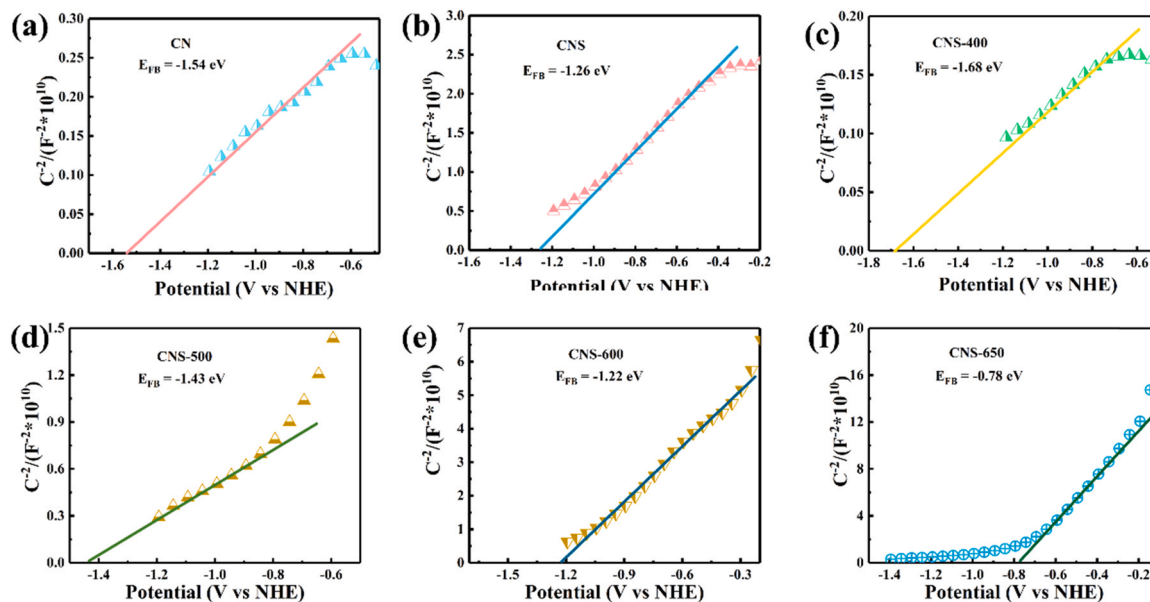 (a)
CN
E_FB = -1.54 eV
C^-2/(F^-2*10^10)
0.30
0.25
0.20
0.15
0.10
0.05
0.00
-1.6 -1.4 -1.2 -1.0 -0.8 -0.6
Potential (V vs NHE)
(b)
CNS
E_FB = -1.26 eV
C^-2/(F^-2*10^10)
3.0
2.5
2.0
1.5
1.0
0.5
0.0
-1.4 -1.2 -1.0 -0.8 -0.6 -0.4 -0.2
Potential (V vs NHE)
(c)
CNS-400
E_FB = -1.68 eV
C^-2/(F^-2*10^10)
0.20
0.15
0.10
0.05
0.00
-1.8 -1.6 -1.4 -1.2 -1.0 -0.8 -0.6
Potential (V vs NHE)
(d)
CNS-500
E_FB = -1.43 eV
C^-2/(F^-2*10^10)
1.5
1.2
0.9
0.6
0.3
0.0
-1.4 -1.2 -1.0 -0.8 -0.6
Potential (V vs NHE)
(e)
CNS-600
E_FB = -1.22 eV
C^-2/(F^-2*10^10)
7
6
5
4
3
2
1
0
-1.5 -1.2 -0.9 -0.6 -0.3
Potential (V vs NHE)
(f)
CNS-650
E_FB = -0.78 eV
C^-2/(F^-2*10^10)
20
16
12
8
4
0
-1.4 -1.2 -1.0 -0.8 -0.6 -0.4 -0.2
Potential (V vs NHE)